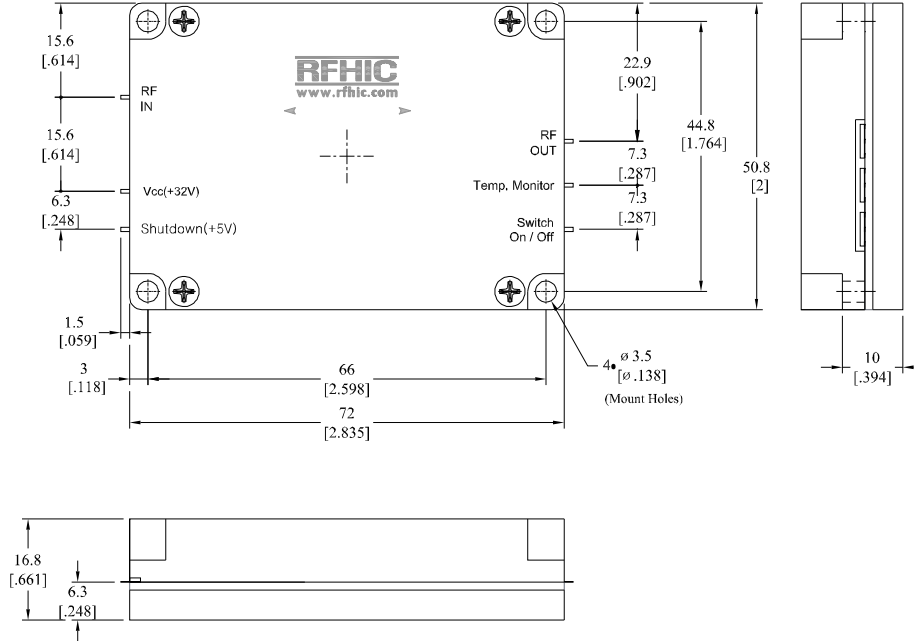 15.6
[.614]
RF
IN
15.6
[.614]
Vcc(+32V)
6.3
[.248]
Shutdown(+5V)
RFHIC
www.rfhic.com
22.9
[.902]
RF
OUT
7.3
[.287]
Temp, Monitor
7.3
[.287]
Switch
On / Off
44.8
[1.764]
50.8
[2]
1.5
[.059]
3
[.118]
66
[2.598]
72
[2.835]
4• ø 3.5
[ø .138]
(Mount Holes)
10
[.394]
16.8
[.661]
6.3
[.248]